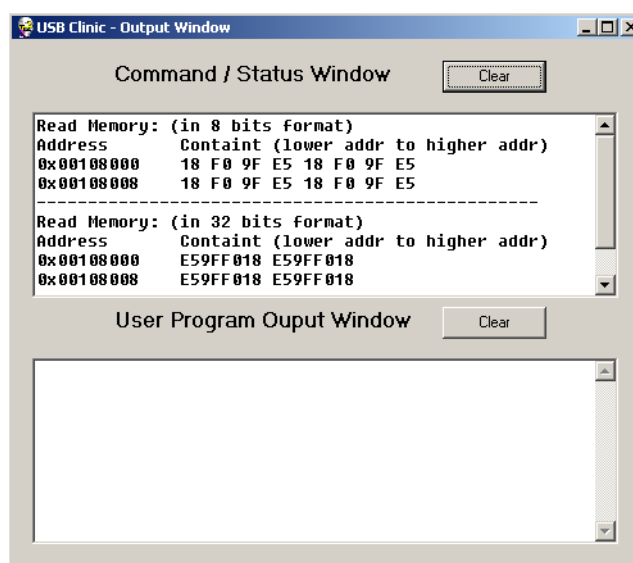 USB Clinic - Output Window
Command / Status Window Clear
Read Memory: (in 8 bits format)
Address Containt (lower addr to higher addr)
0x00108000 18 F0 9F E5 18 F0 9F E5
0x00108008 18 F0 9F E5 18 F0 9F E5
--------------------------------------------------
Read Memory: (in 32 bits format)
Address Containt (lower addr to higher addr)
0x00108000 E59FF018 E59FF018
0x00108008 E59FF018 E59FF018
User Program Ouput Window Clear